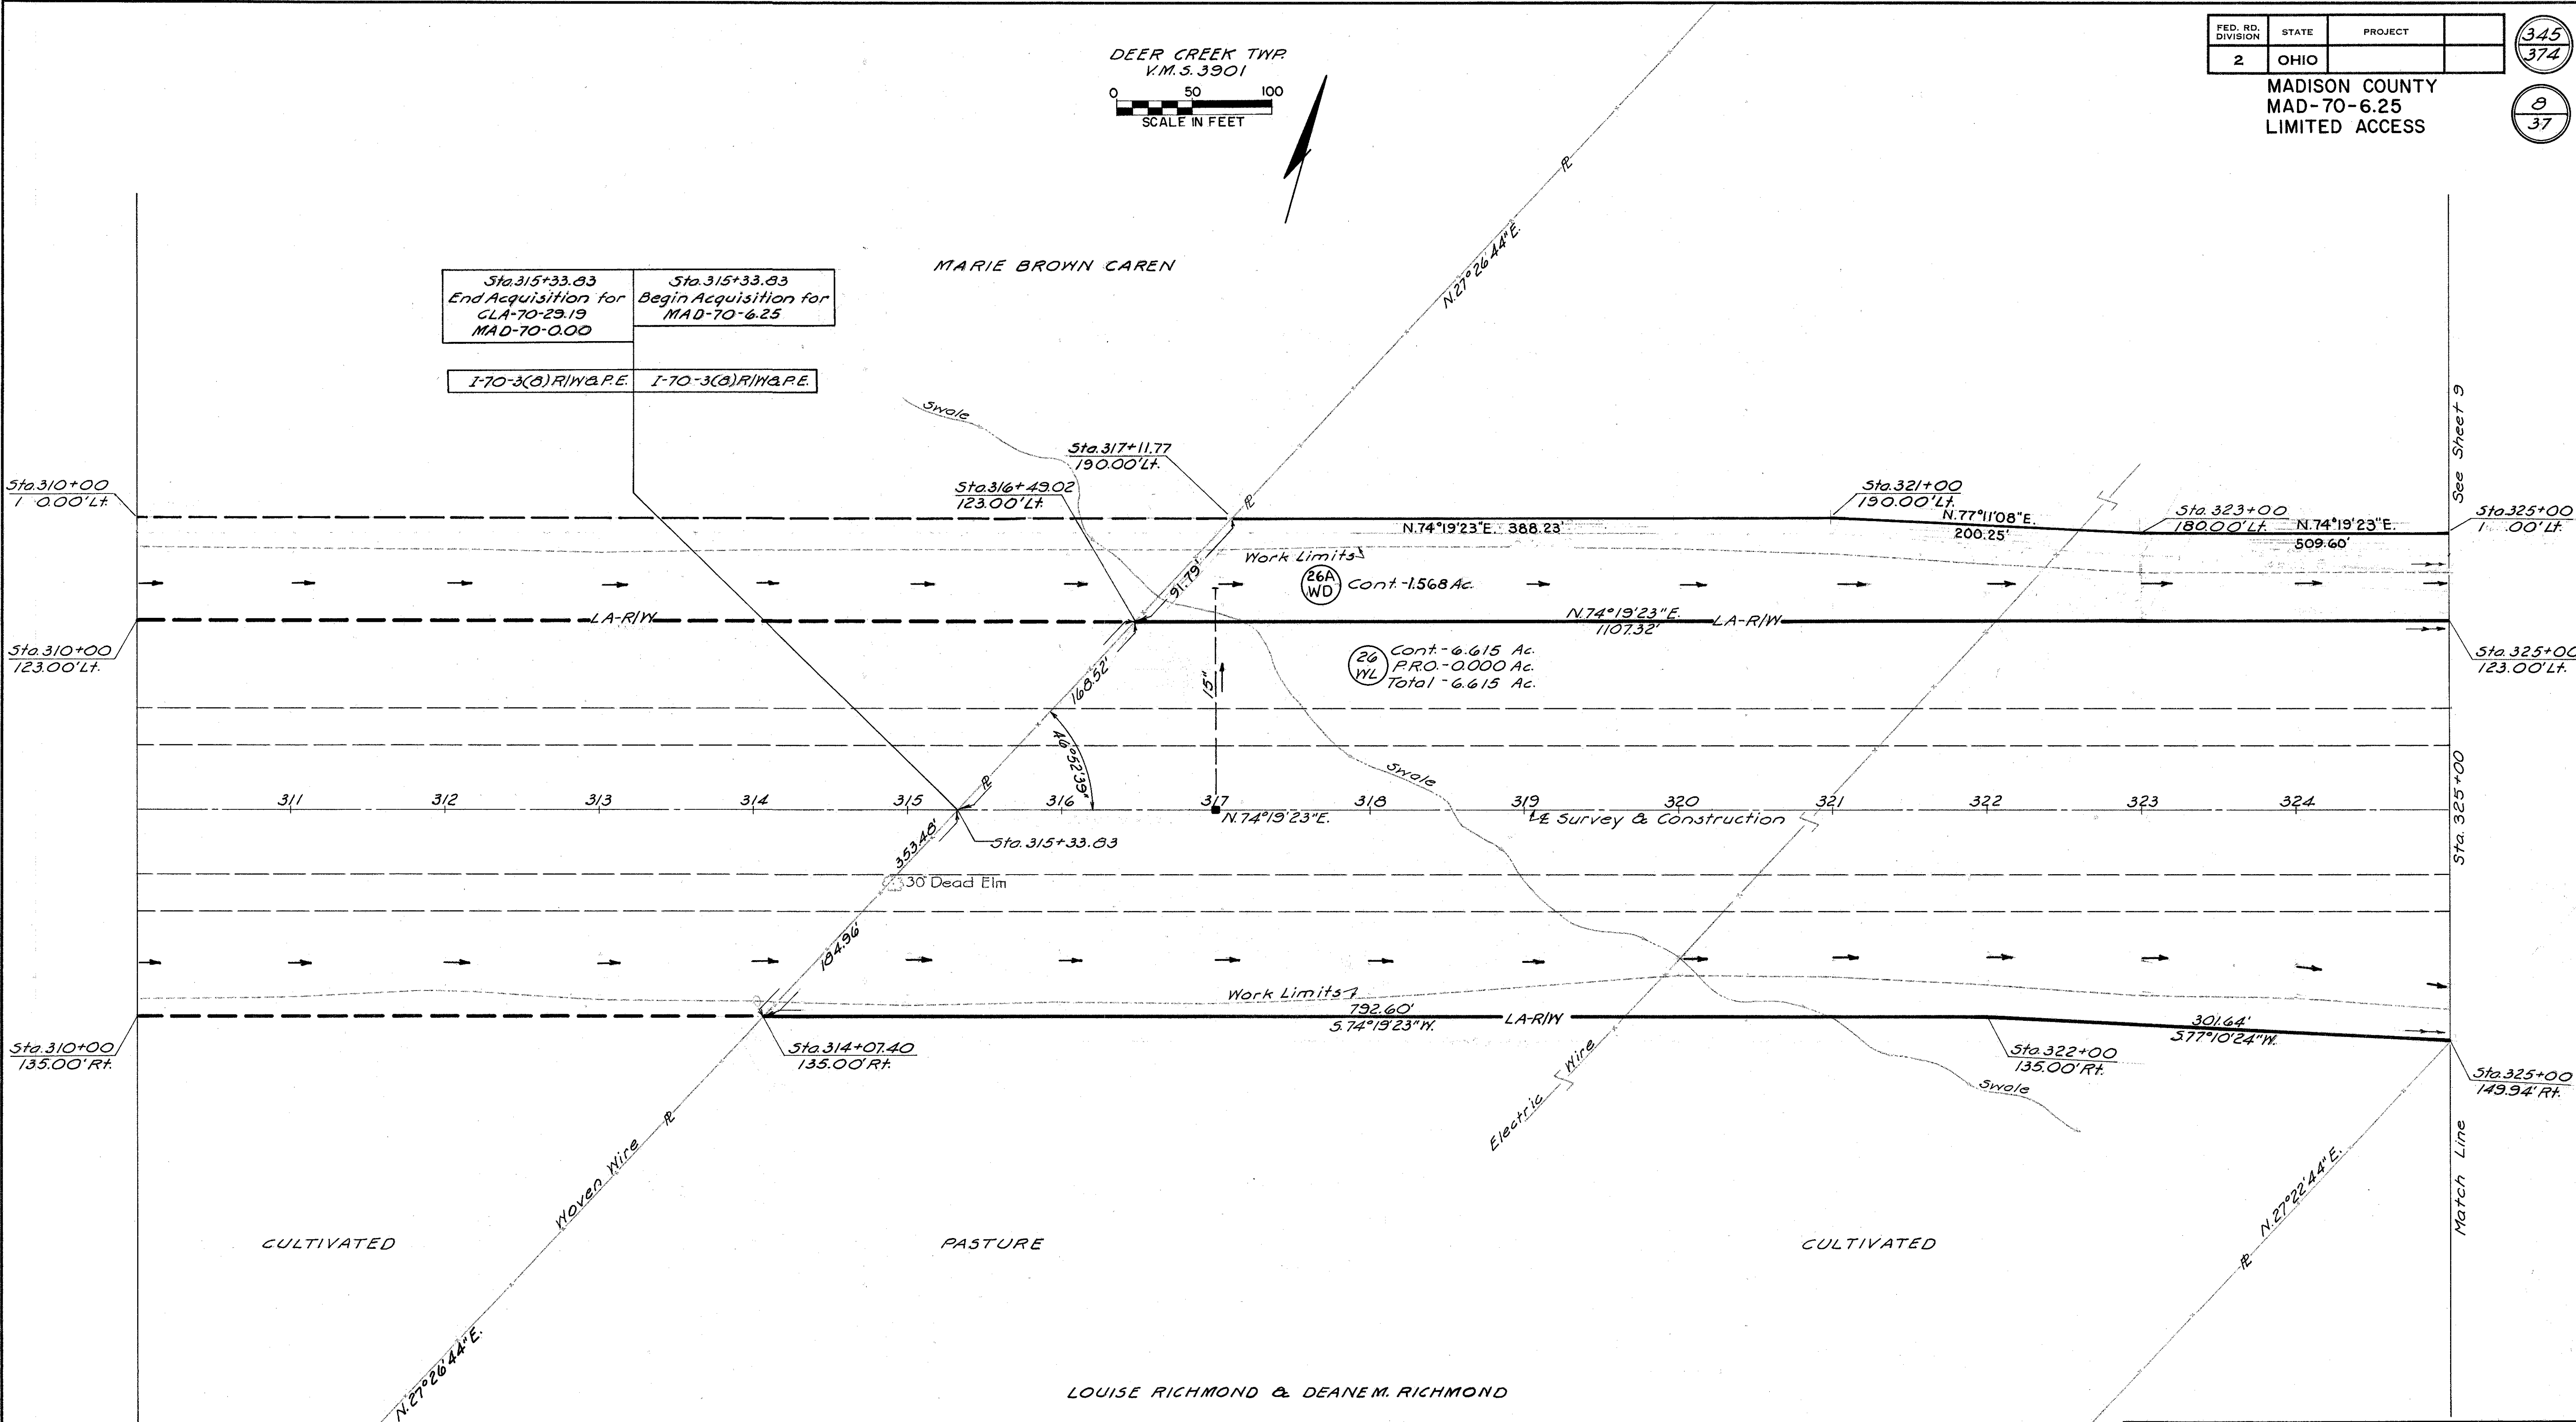 FED. RD. DIVISION STATE PROJECT
2 OHIO
345
374
MADISON COUNTY
MAD-70-6.25
LIMITED ACCESS
8
37
DEER CREEK TWP.
V.M.S. 3901
0 50 100
SCALE IN FEET
MARIE BROWN CAREN
N.27°26'44"E.
Sta.315+33.83
End Acquisition for
CLA-70-29.19
MAD-70-0.00
Sta.315+33.83
Begin Acquisition for
MAD-70-6.25
I-70-3(8)R/W&P.E.
I-70-3(8)R/W&P.E.
Swale
See Sheet 9
Sta.317+11.77
190.00'Lt.
Sta.316+49.02
123.00'Lt.
Sta.310+00
Sta.321+00
190.00'Lt.
N.77°11'08"E.
200.25'
Sta.323+00
180.00'Lt.
N.74°19'23"E.
509.60'
Sta.325+00
N.74°19'23"E. 388.23'
Work Limits
91.79'
26A
WD
Cont.-1.568 Ac.
LA-R/W
N.74°19'23"E.
1107.32'
LA-R/W
Sta.310+00
123.00'Lt.
26
WL
Cont.-6.615 Ac.
P.R.O.-0.000 Ac.
Total-6.615 Ac.
Sta.325+00
123.00'Lt.
168.52'
15"
46°52'39"
Swale
311 312 313 314 315 316 317 318 319 320 321 322 323 324
N.74°19'23"E.
℄ Survey & Construction
Sta. 325+00
Sta.315+33.83
353.48'
30" Dead Elm
184.96'
Work Limits
792.60'
S.74°19'23"W.
LA-R/W
301.64'
S.77°10'24"W.
Sta.310+00
135.00'Rt.
Sta.314+07.40
135.00'Rt.
Sta.322+00
135.00'Rt.
Swale
Sta.325+00
149.94'Rt.
Electric Wire
Woven Wire
Match Line
N.27°22'44"E.
CULTIVATED
PASTURE
CULTIVATED
N.27°26'44"E.
LOUISE RICHMOND & DEANE M. RICHMOND